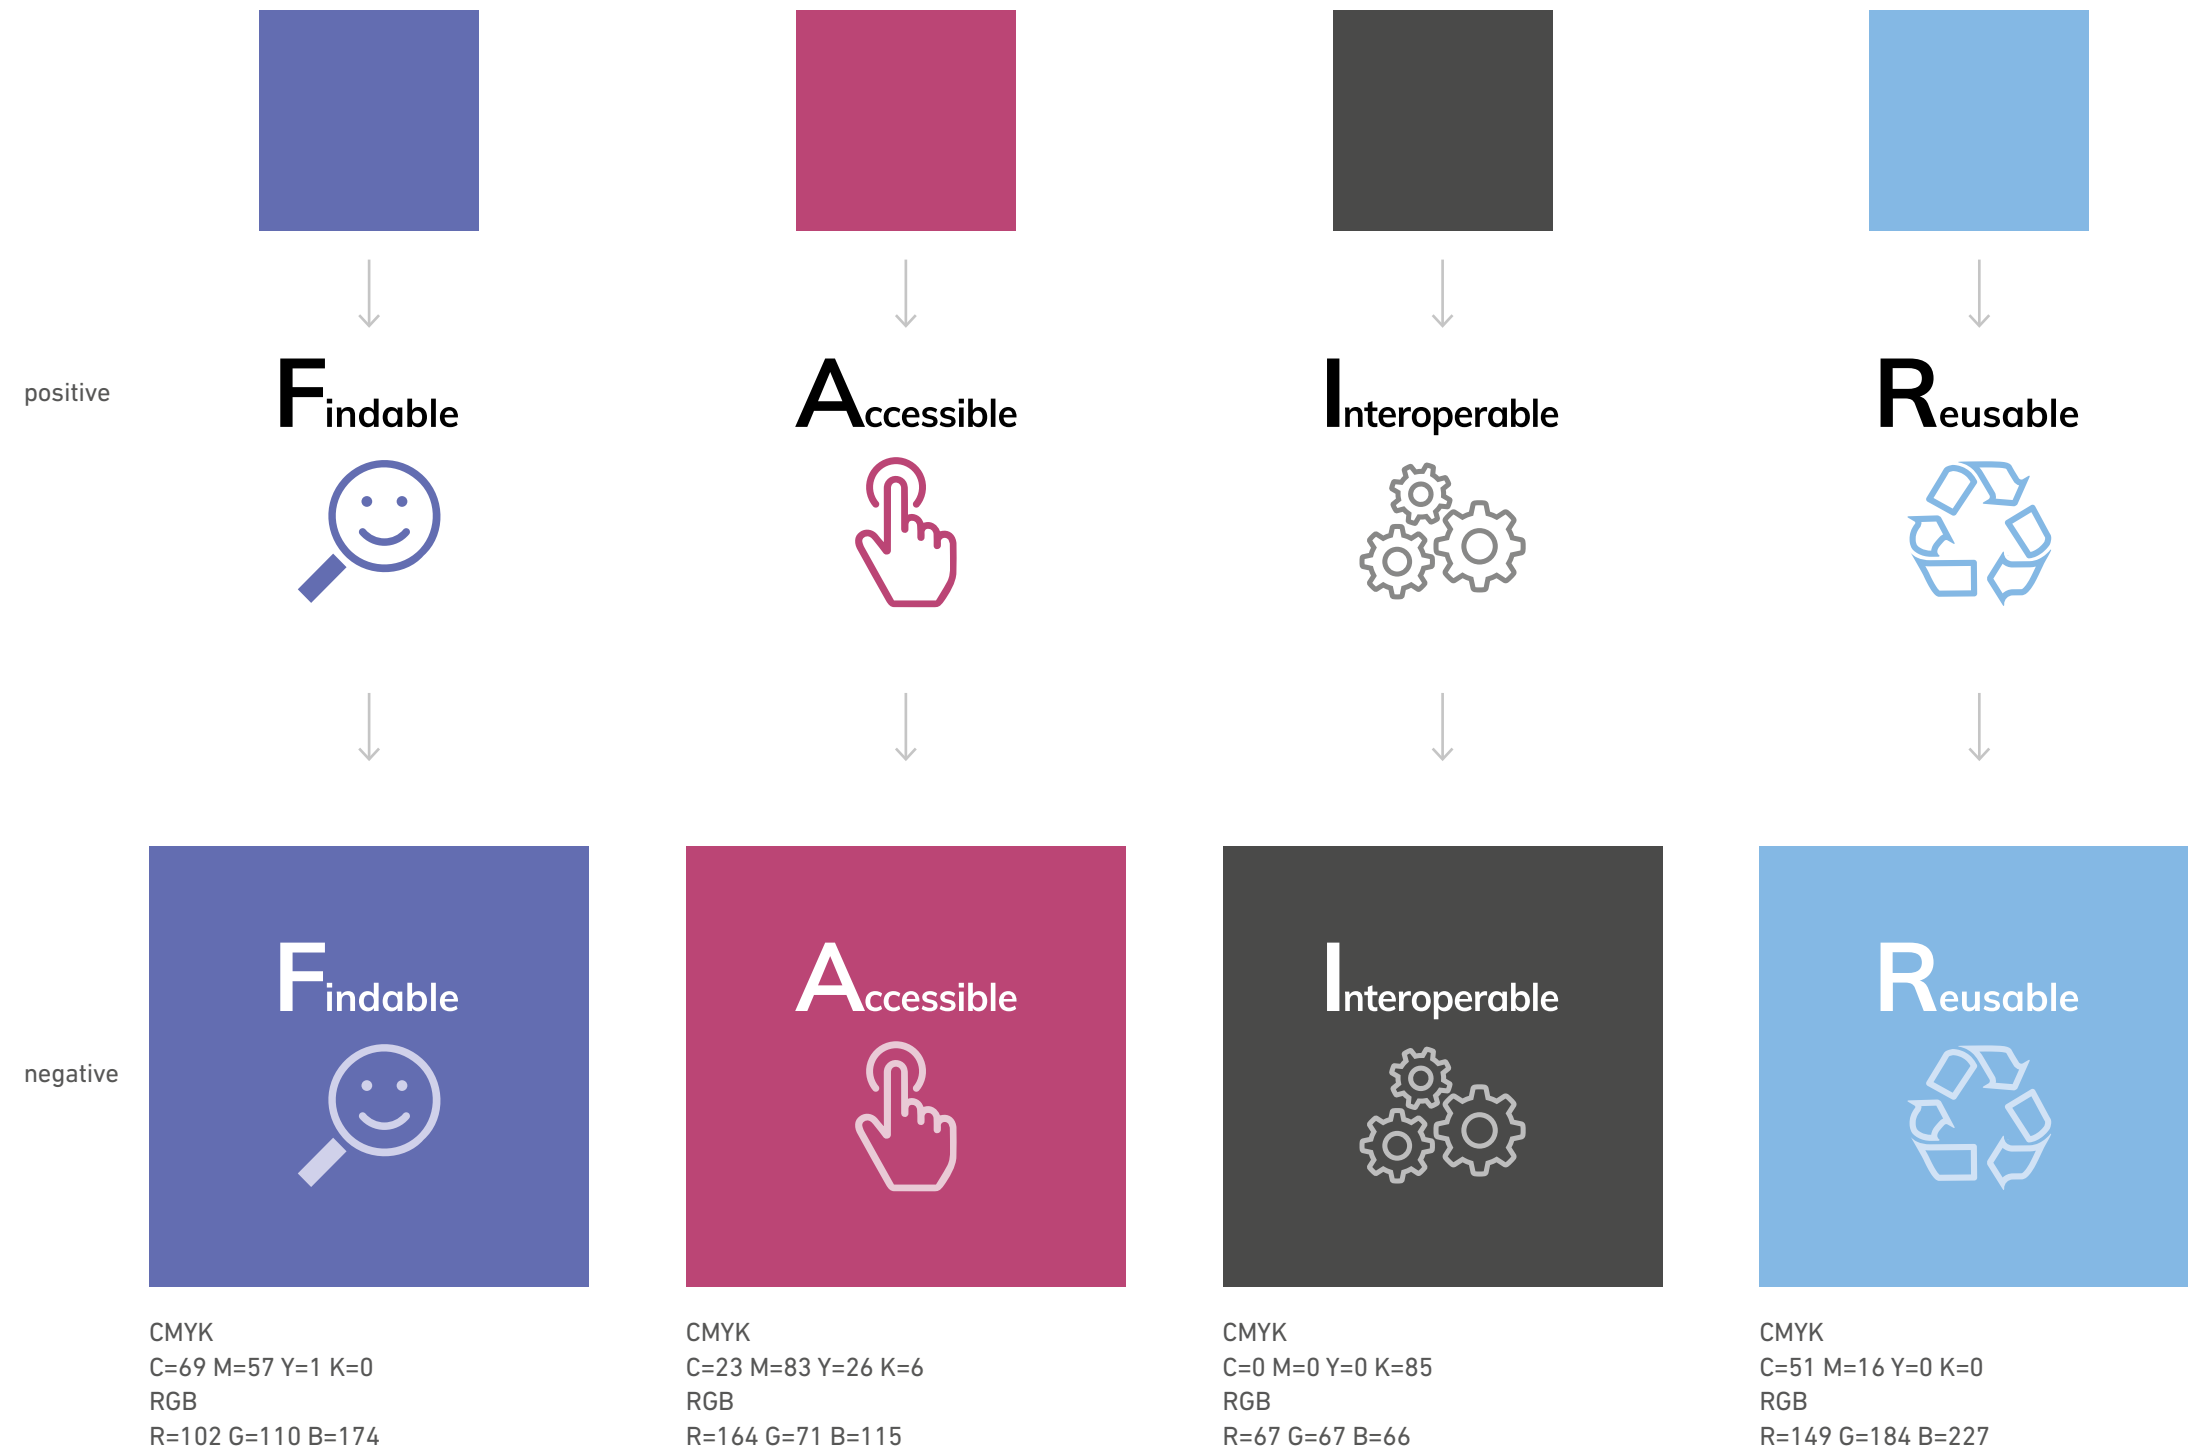 positive
Findable
Accessible
Interoperable
Reusable
negative
Findable
Accessible
Interoperable
Reusable
CMYK
C=69 M=57 Y=1 K=0
RGB
R=102 G=110 B=174
CMYK
C=23 M=83 Y=26 K=6
RGB
R=164 G=71 B=115
CMYK
C=0 M=0 Y=0 K=85
RGB
R=67 G=67 B=66
CMYK
C=51 M=16 Y=0 K=0
RGB
R=149 G=184 B=227